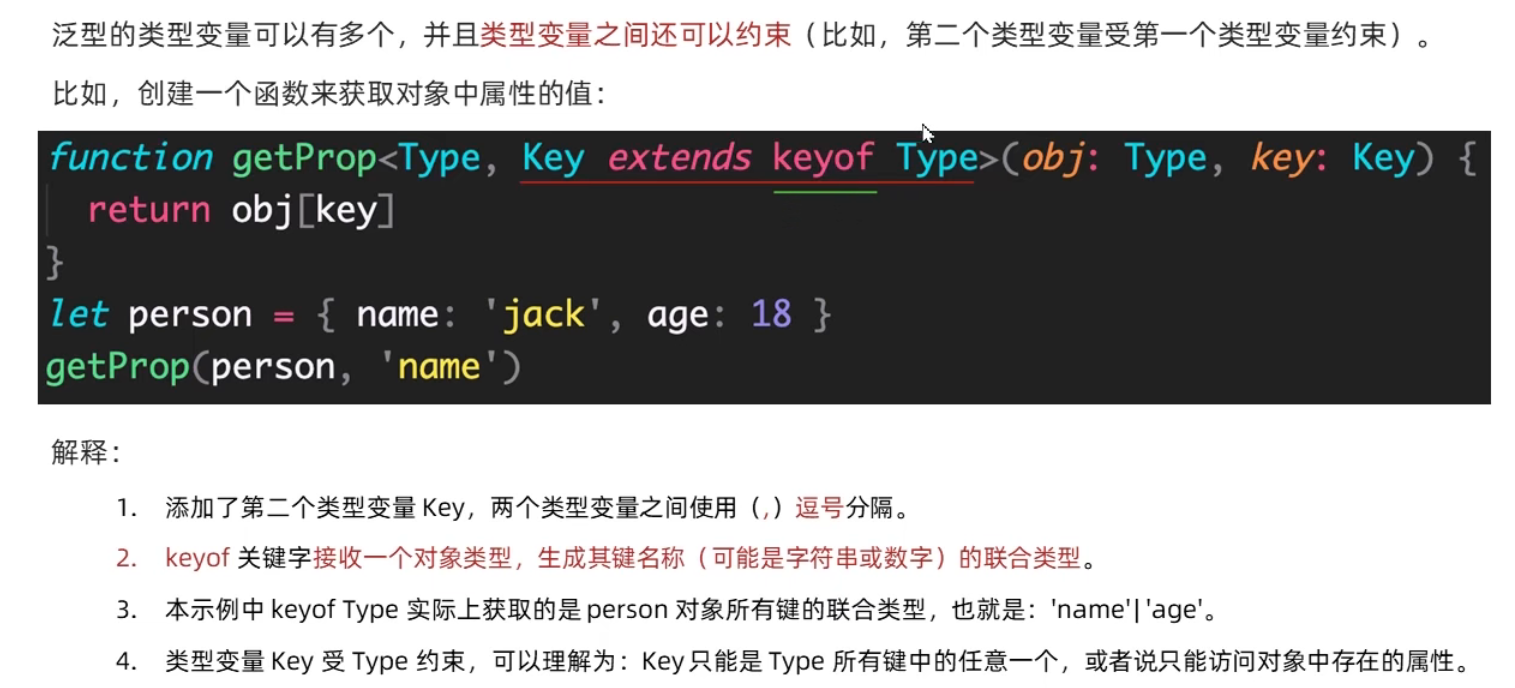 泛型的类型变量可以有多个，并且类型变量之间还可以约束（比如，第二个类型变量受第一个类型变量约束）。
比如，创建一个函数来获取对象中属性的值：
function getProp<Type, Key extends keyof Type>(obj: Type, key: Key) {
  return obj[key]
}
let person = { name: 'jack', age: 18 }
getProp(person, 'name')
解释：
1. 添加了第二个类型变量 Key，两个类型变量之间使用（,）逗号分隔。
2. keyof 关键字接收一个对象类型，生成其键名称（可能是字符串或数字）的联合类型。
3. 本示例中 keyof Type 实际上获取的是 person 对象所有键的联合类型，也就是：'name'| 'age'。
4. 类型变量 Key 受 Type 约束，可以理解为：Key 只能是 Type 所有键中的任意一个，或者说只能访问对象中存在的属性。